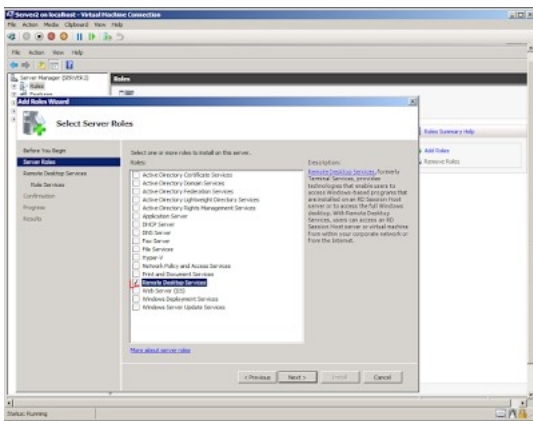 Server2 on localhost - Virtual Machine Connection
File Action Media Clipboard View Help
File Action View Help
Server Manager (SERVER2)
Roles
Features
Roles
Add Roles Wizard
Select Server Roles
Before You Begin
Server Roles
Remote Desktop Services
Role Services
Confirmation
Progress
Results
Select one or more roles to install on this server.
Roles:
Active Directory Certificate Services
Active Directory Domain Services
Active Directory Federation Services
Active Directory Lightweight Directory Services
Active Directory Rights Management Services
Application Server
DHCP Server
DNS Server
Fax Server
File Services
Hyper-V
Network Policy and Access Services
Print and Document Services
Remote Desktop Services
Web Server (IIS)
Windows Deployment Services
Windows Server Update Services
More about server roles
Description:
Remote Desktop Services, formerly
Terminal Services, provides
technologies that enable users to
access Windows-based programs that
are installed on an RD Session Host
server or to access the full Windows
desktop. With Remote Desktop
Services, users can access an RD
Session Host server or virtual machine
from within your corporate network or
from the Internet.
Roles Summary Help
Add Roles
Remove Roles
< Previous
Next >
Install
Cancel
Status: Running